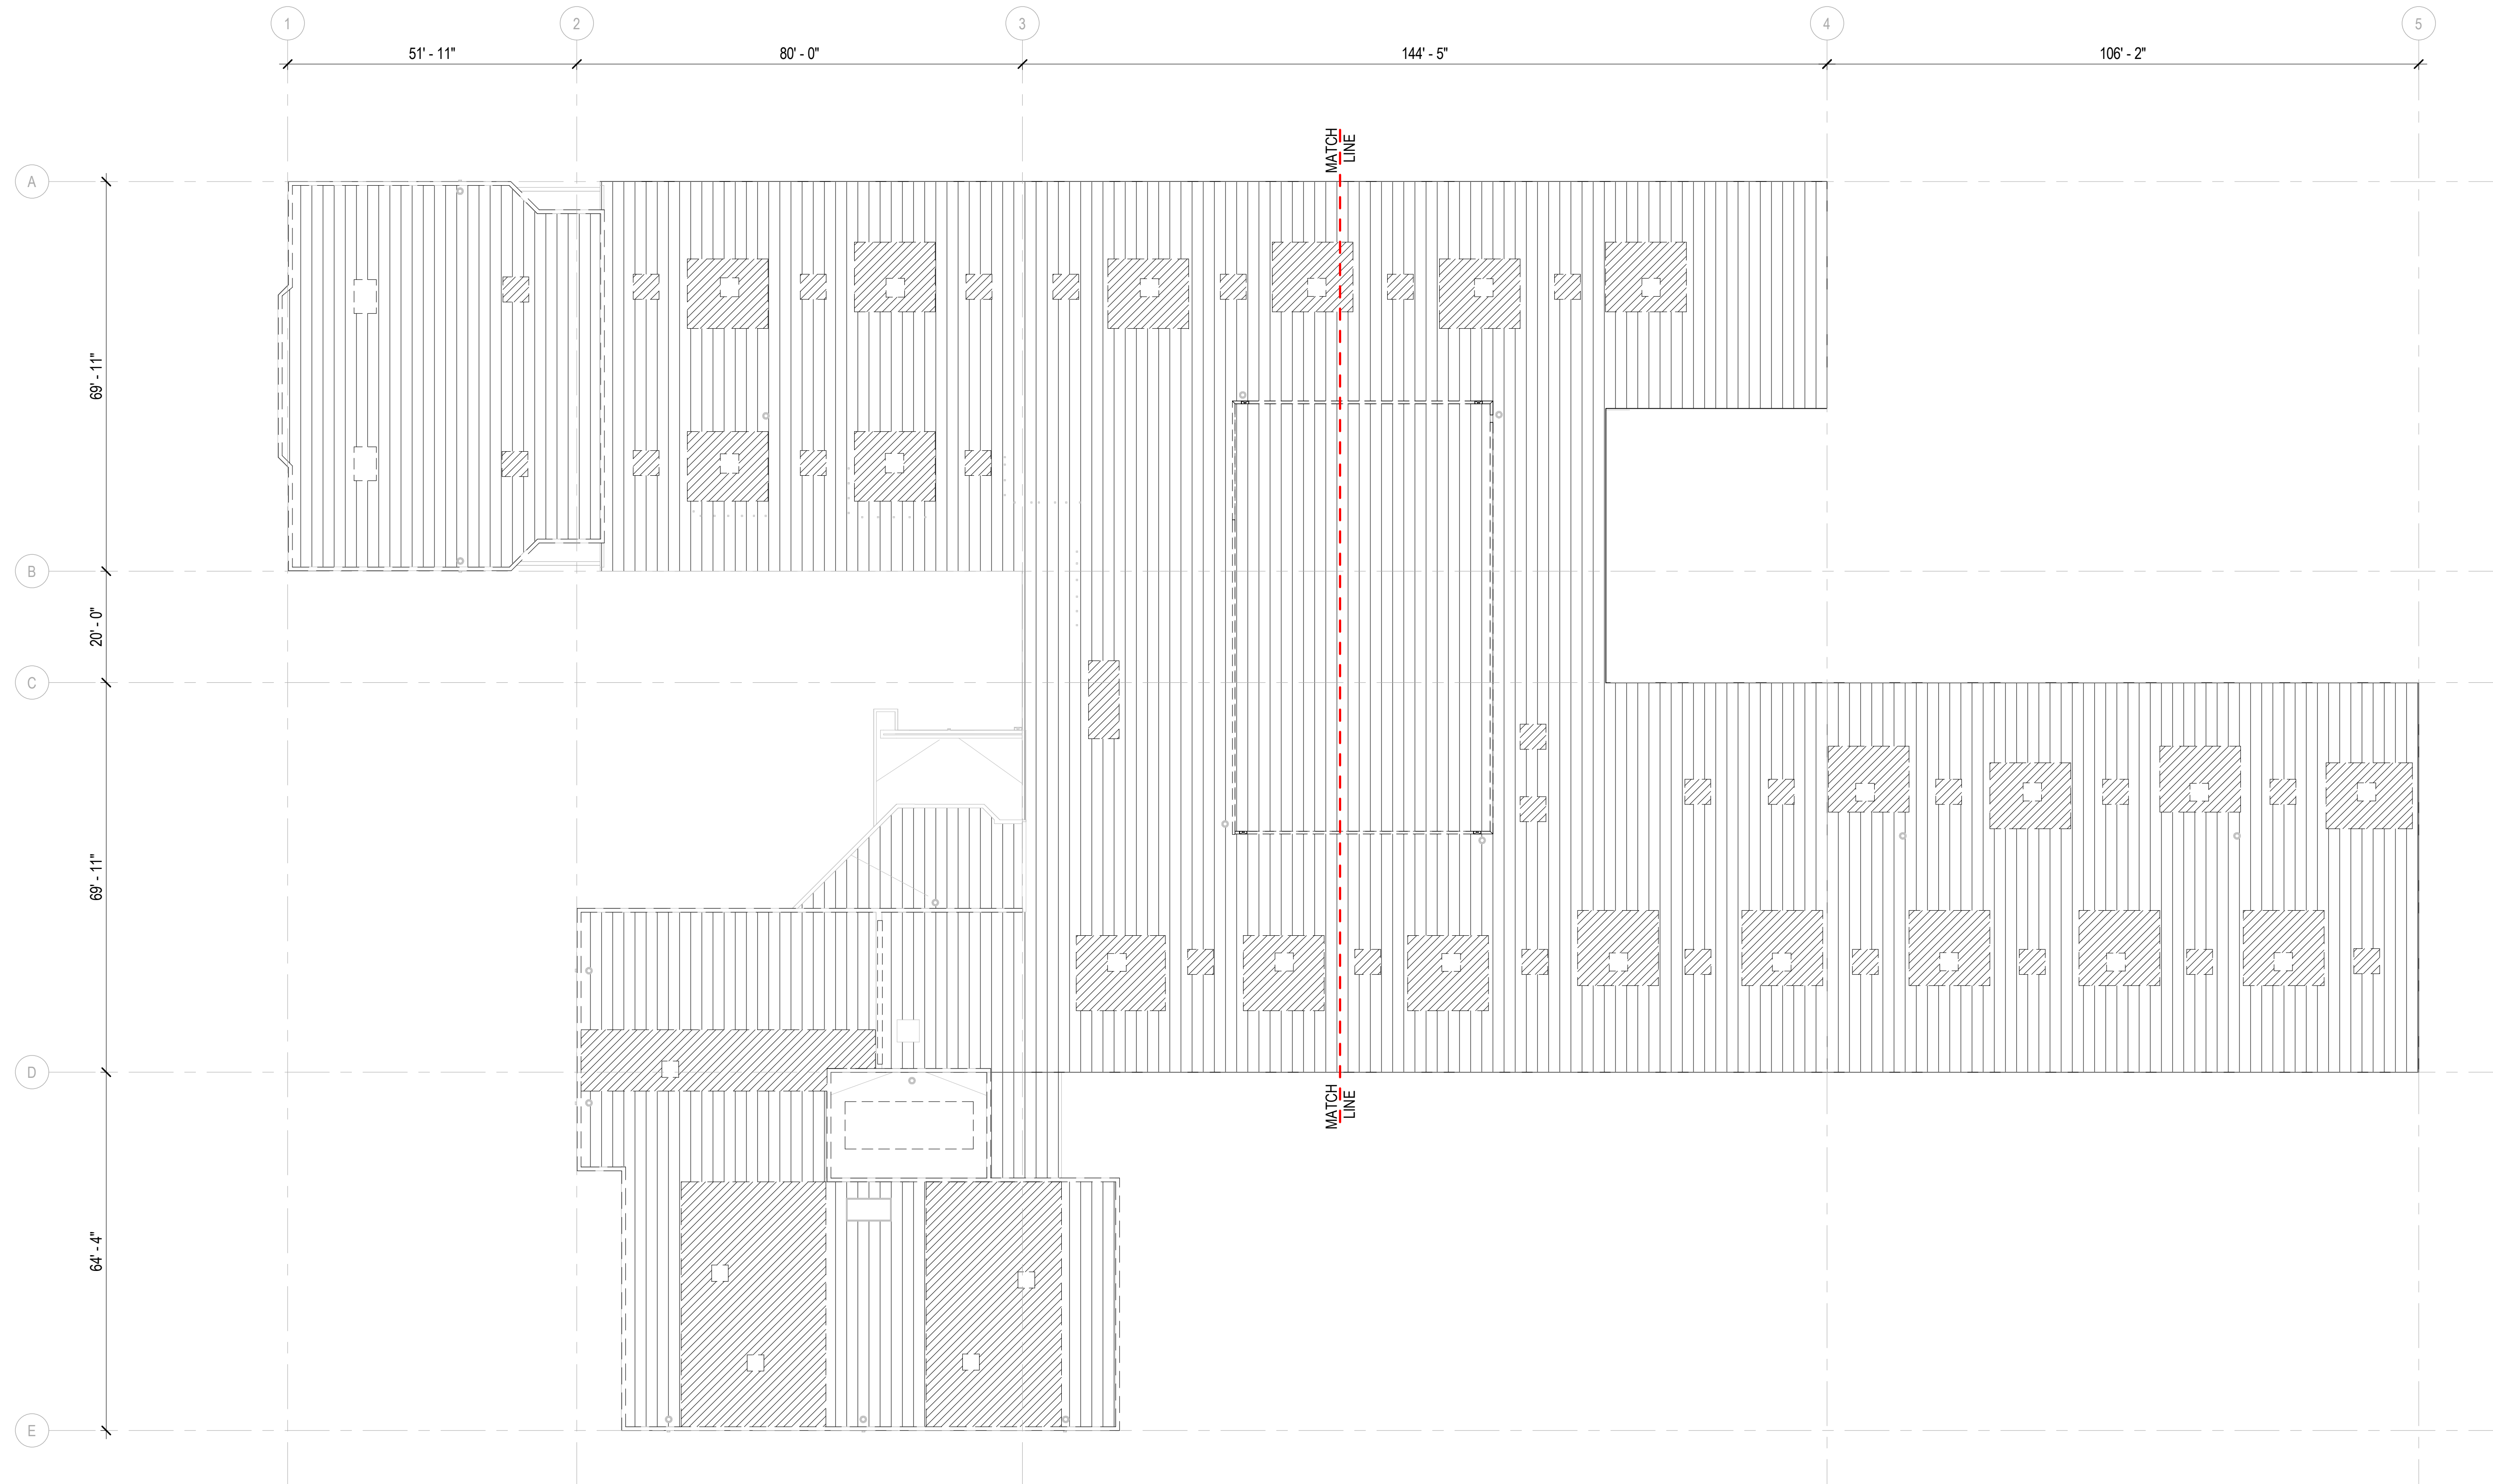 1 2 3 4 5
51' - 11" 80' - 0" 144' - 5" 106' - 2"
MATCH
LINE
A
69' - 11"
B
20' - 0"
C
69' - 11"
D
MATCH
LINE
64' - 4"
E